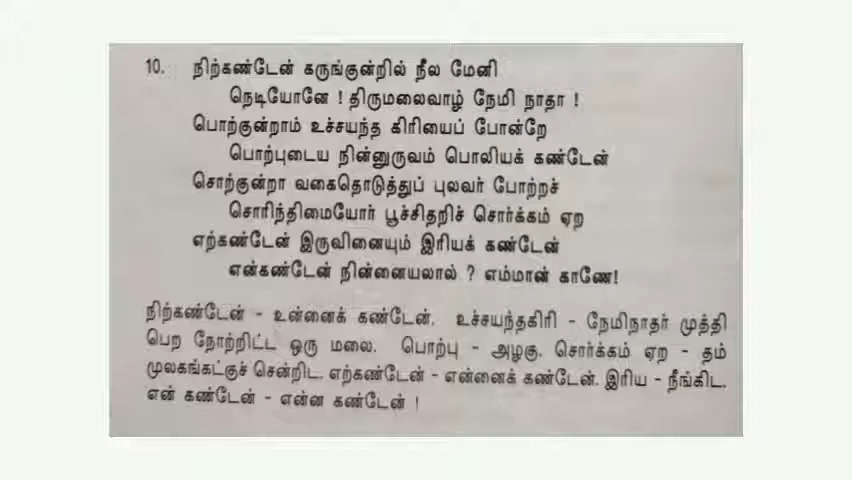 10. நிற்கண்டேன் கருங்குன்றில் நீல மேனி
நெடியோனே ! திருமலைவாழ் நேமி நாதா !
பொற்குன்றாம் உச்சயந்த கிரியைப் போன்றே
பொற்புடைய நின்னுருவம் பொலியக் கண்டேன்
சொற்குன்றா வகைதொடுத்துப் புலவர் போற்றச்
சொரிந்திமையோர் பூச்சிதறிச் சொர்க்கம் ஏற
எற்கண்டேன் இருவினையும் இரியக் கண்டேன்
என்கண்டேன் நின்னையலால் ? எம்மான் காணே!
நிற்கண்டேன் - உன்னைக் கண்டேன். உச்சயந்தகிரி - நேமிநாதர் முத்தி
பெற நோற்றிட்ட ஒரு மலை. பொற்பு - அழகு. சொர்க்கம் ஏற - தம்
முலகங்கட்குச் சென்றிட. எற்கண்டேன் - என்னைக் கண்டேன். இரிய - நீங்கிட.
என் கண்டேன் - என்ன கண்டேன் !